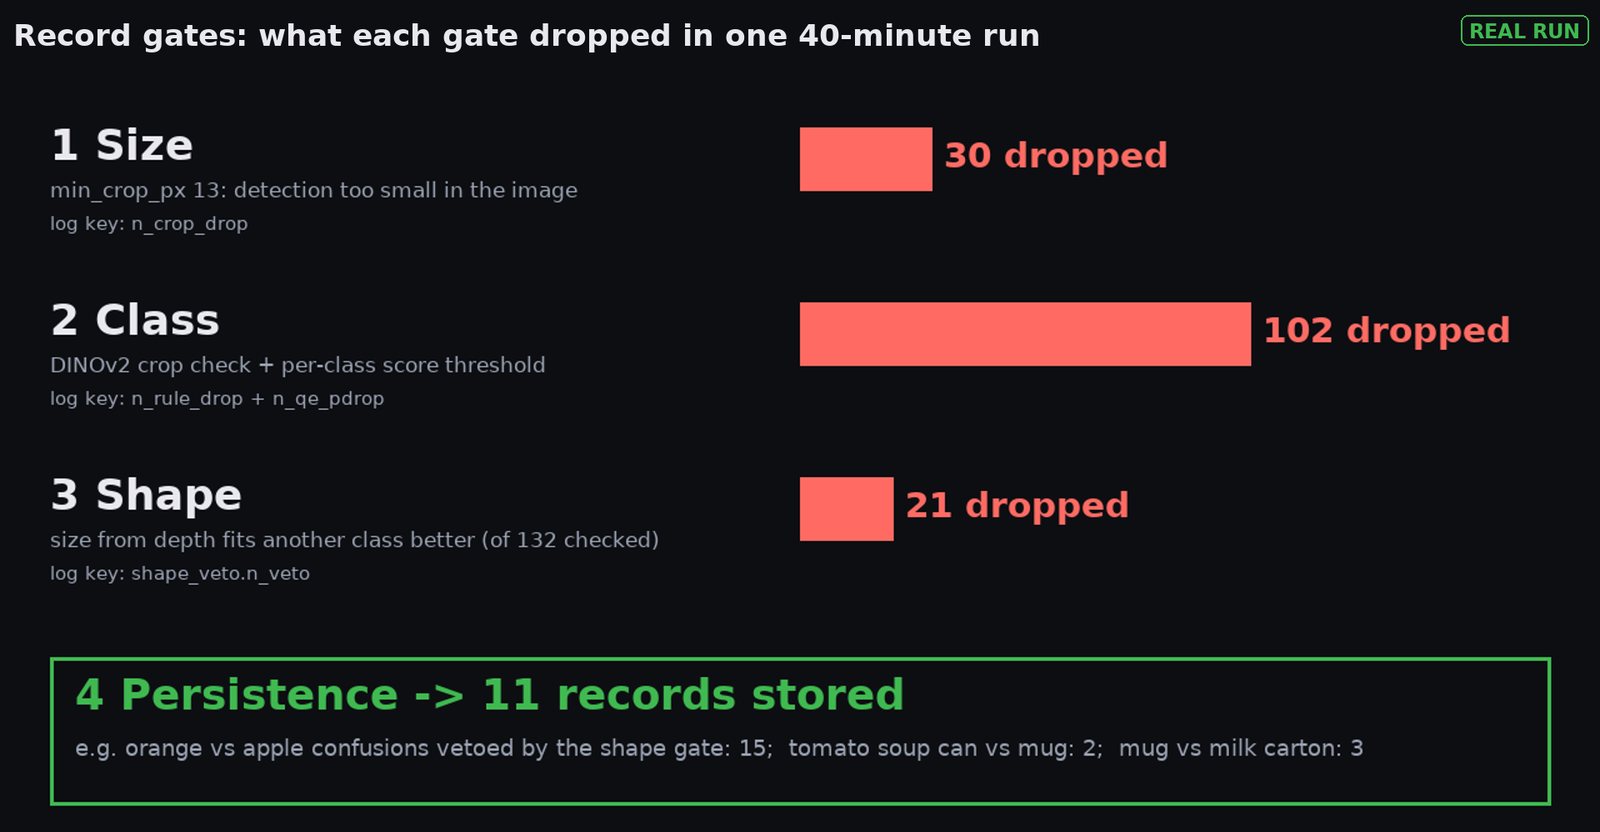 Record gates: what each gate dropped in one 40-minute run
REAL RUN
1 Size
min_crop_px 13: detection too small in the image
log key: n_crop_drop
30 dropped
2 Class
DINOv2 crop check + per-class score threshold
log key: n_rule_drop + n_qe_pdrop
102 dropped
3 Shape
size from depth fits another class better (of 132 checked)
log key: shape_veto.n_veto
21 dropped
4 Persistence -> 11 records stored
e.g. orange vs apple confusions vetoed by the shape gate: 15;  tomato soup can vs mug: 2;  mug vs milk carton: 3